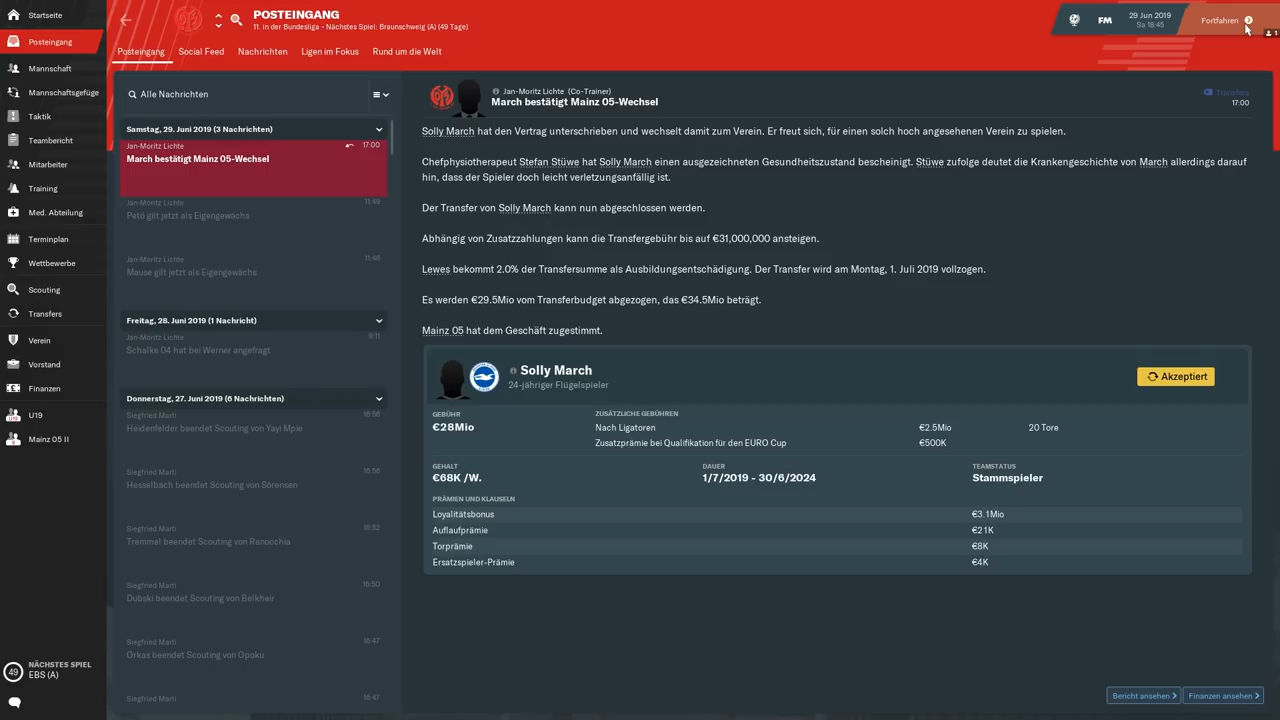 Startseite
Posteingang
Mannschaft
Mannschaftsgefüge
Taktik
Teambericht
Mitarbeiter
Training
Med. Abteilung
Terminplan
Wettbewerbe
Scouting
Transfers
Verein
Vorstand
Finanzen
U19
Mainz 05 II
49
NÄCHSTES SPIEL
EBS (A)
POSTEINGANG
11. in der Bundesliga - Nächstes Spiel: Braunschweig (A) (49 Tage)
FM
29 Jun 2019
Sa 18:45
Fortfahren
1
Posteingang
Social Feed
Nachrichten
Ligen im Fokus
Rund um die Welt
Alle Nachrichten
Samstag, 29. Juni 2019 (3 Nachrichten)
Jan-Moritz Lichte 17:00
March bestätigt Mainz 05-Wechsel
Jan-Moritz Lichte 11:49
Petö gilt jetzt als Eigengewächs
Jan-Moritz Lichte 11:46
Mause gilt jetzt als Eigengewächs
Freitag, 28. Juni 2019 (1 Nachricht)
Jan-Moritz Lichte 9:11
Schalke 04 hat bei Werner angefragt
Donnerstag, 27. Juni 2019 (6 Nachrichten)
Siegfried Marti 16:56
Heidenfelder beendet Scouting von Yayi Mpie
Siegfried Marti 16:56
Hesselbach beendet Scouting von Sörensen
Siegfried Marti 16:52
Tremmel beendet Scouting von Ranocchia
Siegfried Marti 16:50
Dubski beendet Scouting von Belkheir
Siegfried Marti 16:47
Orkas beendet Scouting von Opoku
Siegfried Marti 16:47
Jan-Moritz Lichte (Co-Trainer)
March bestätigt Mainz 05-Wechsel
Transfers
17:00
Solly March hat den Vertrag unterschrieben und wechselt damit zum Verein. Er freut sich, für einen solch hoch angesehenen Verein zu spielen.
Chefphysiotherapeut Stefan Stüwe hat Solly March einen ausgezeichneten Gesundheitszustand bescheinigt. Stüwe zufolge deutet die Krankengeschichte von March allerdings darauf
hin, dass der Spieler doch leicht verletzungsanfällig ist.
Der Transfer von Solly March kann nun abgeschlossen werden.
Abhängig von Zusatzzahlungen kann die Transfergebühr bis auf €31,000,000 ansteigen.
Lewes bekommt 2.0% der Transfersumme als Ausbildungsentschädigung. Der Transfer wird am Montag, 1. Juli 2019 vollzogen.
Es werden €29.5Mio vom Transferbudget abgezogen, das €34.5Mio beträgt.
Mainz 05 hat dem Geschäft zugestimmt.
Solly March
24-jähriger Flügelspieler
Akzeptiert
GEBÜHR
€28Mio
ZUSÄTZLICHE GEBÜHREN
Nach Ligatoren €2.5Mio 20 Tore
Zusatzprämie bei Qualifikation für den EURO Cup €500K
GEHALT
€68K /W.
DAUER
1/7/2019 - 30/6/2024
TEAMSTATUS
Stammspieler
PRÄMIEN UND KLAUSELN
Loyalitätsbonus €3.1Mio
Auflaufprämie €21K
Torprämie €8K
Ersatzspieler-Prämie €4K
Bericht ansehen
Finanzen ansehen